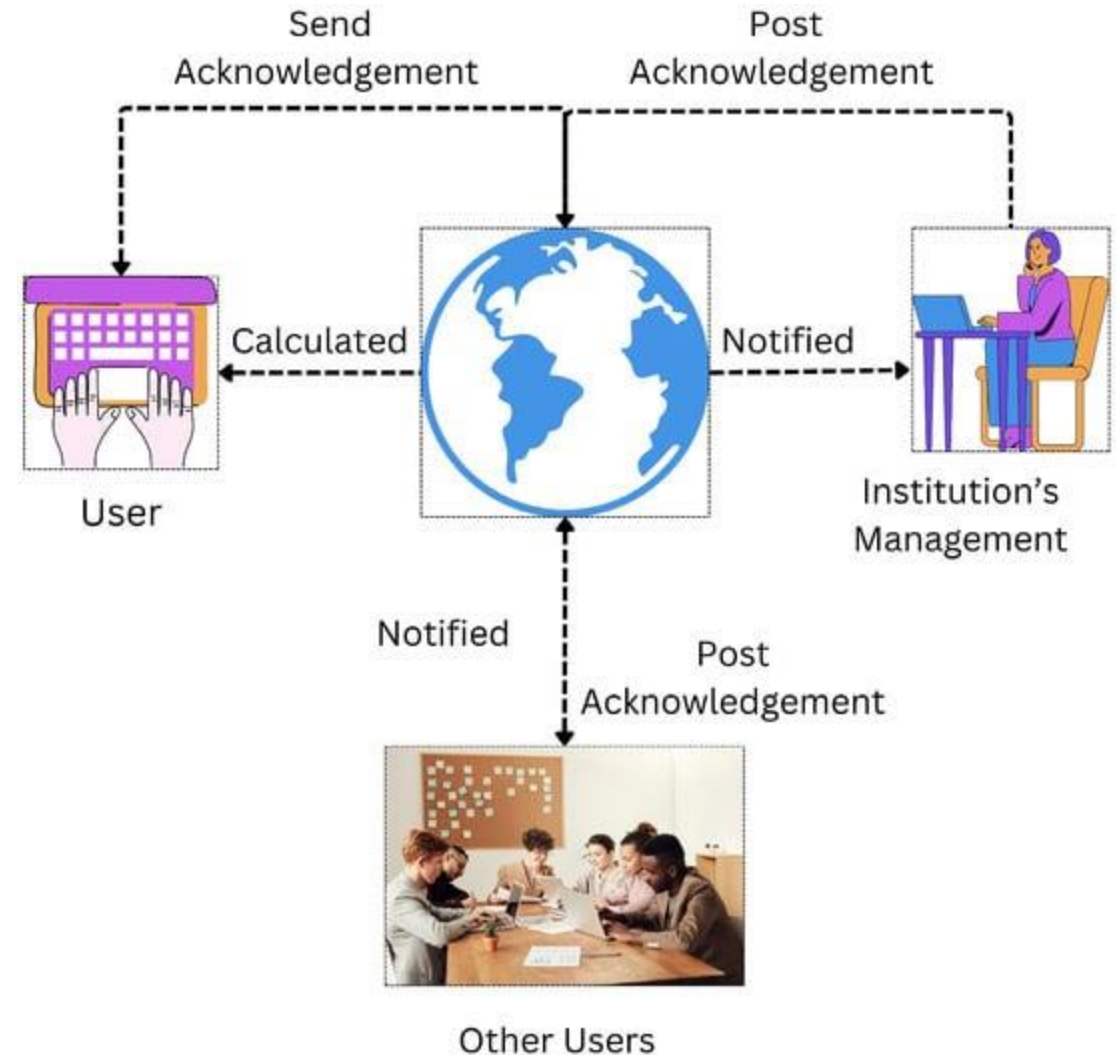 Send
Acknowledgement
Post
Acknowledgement
Calculated
Notified
User
Institution’s
Management
Notified
Post
Acknowledgement
Other Users